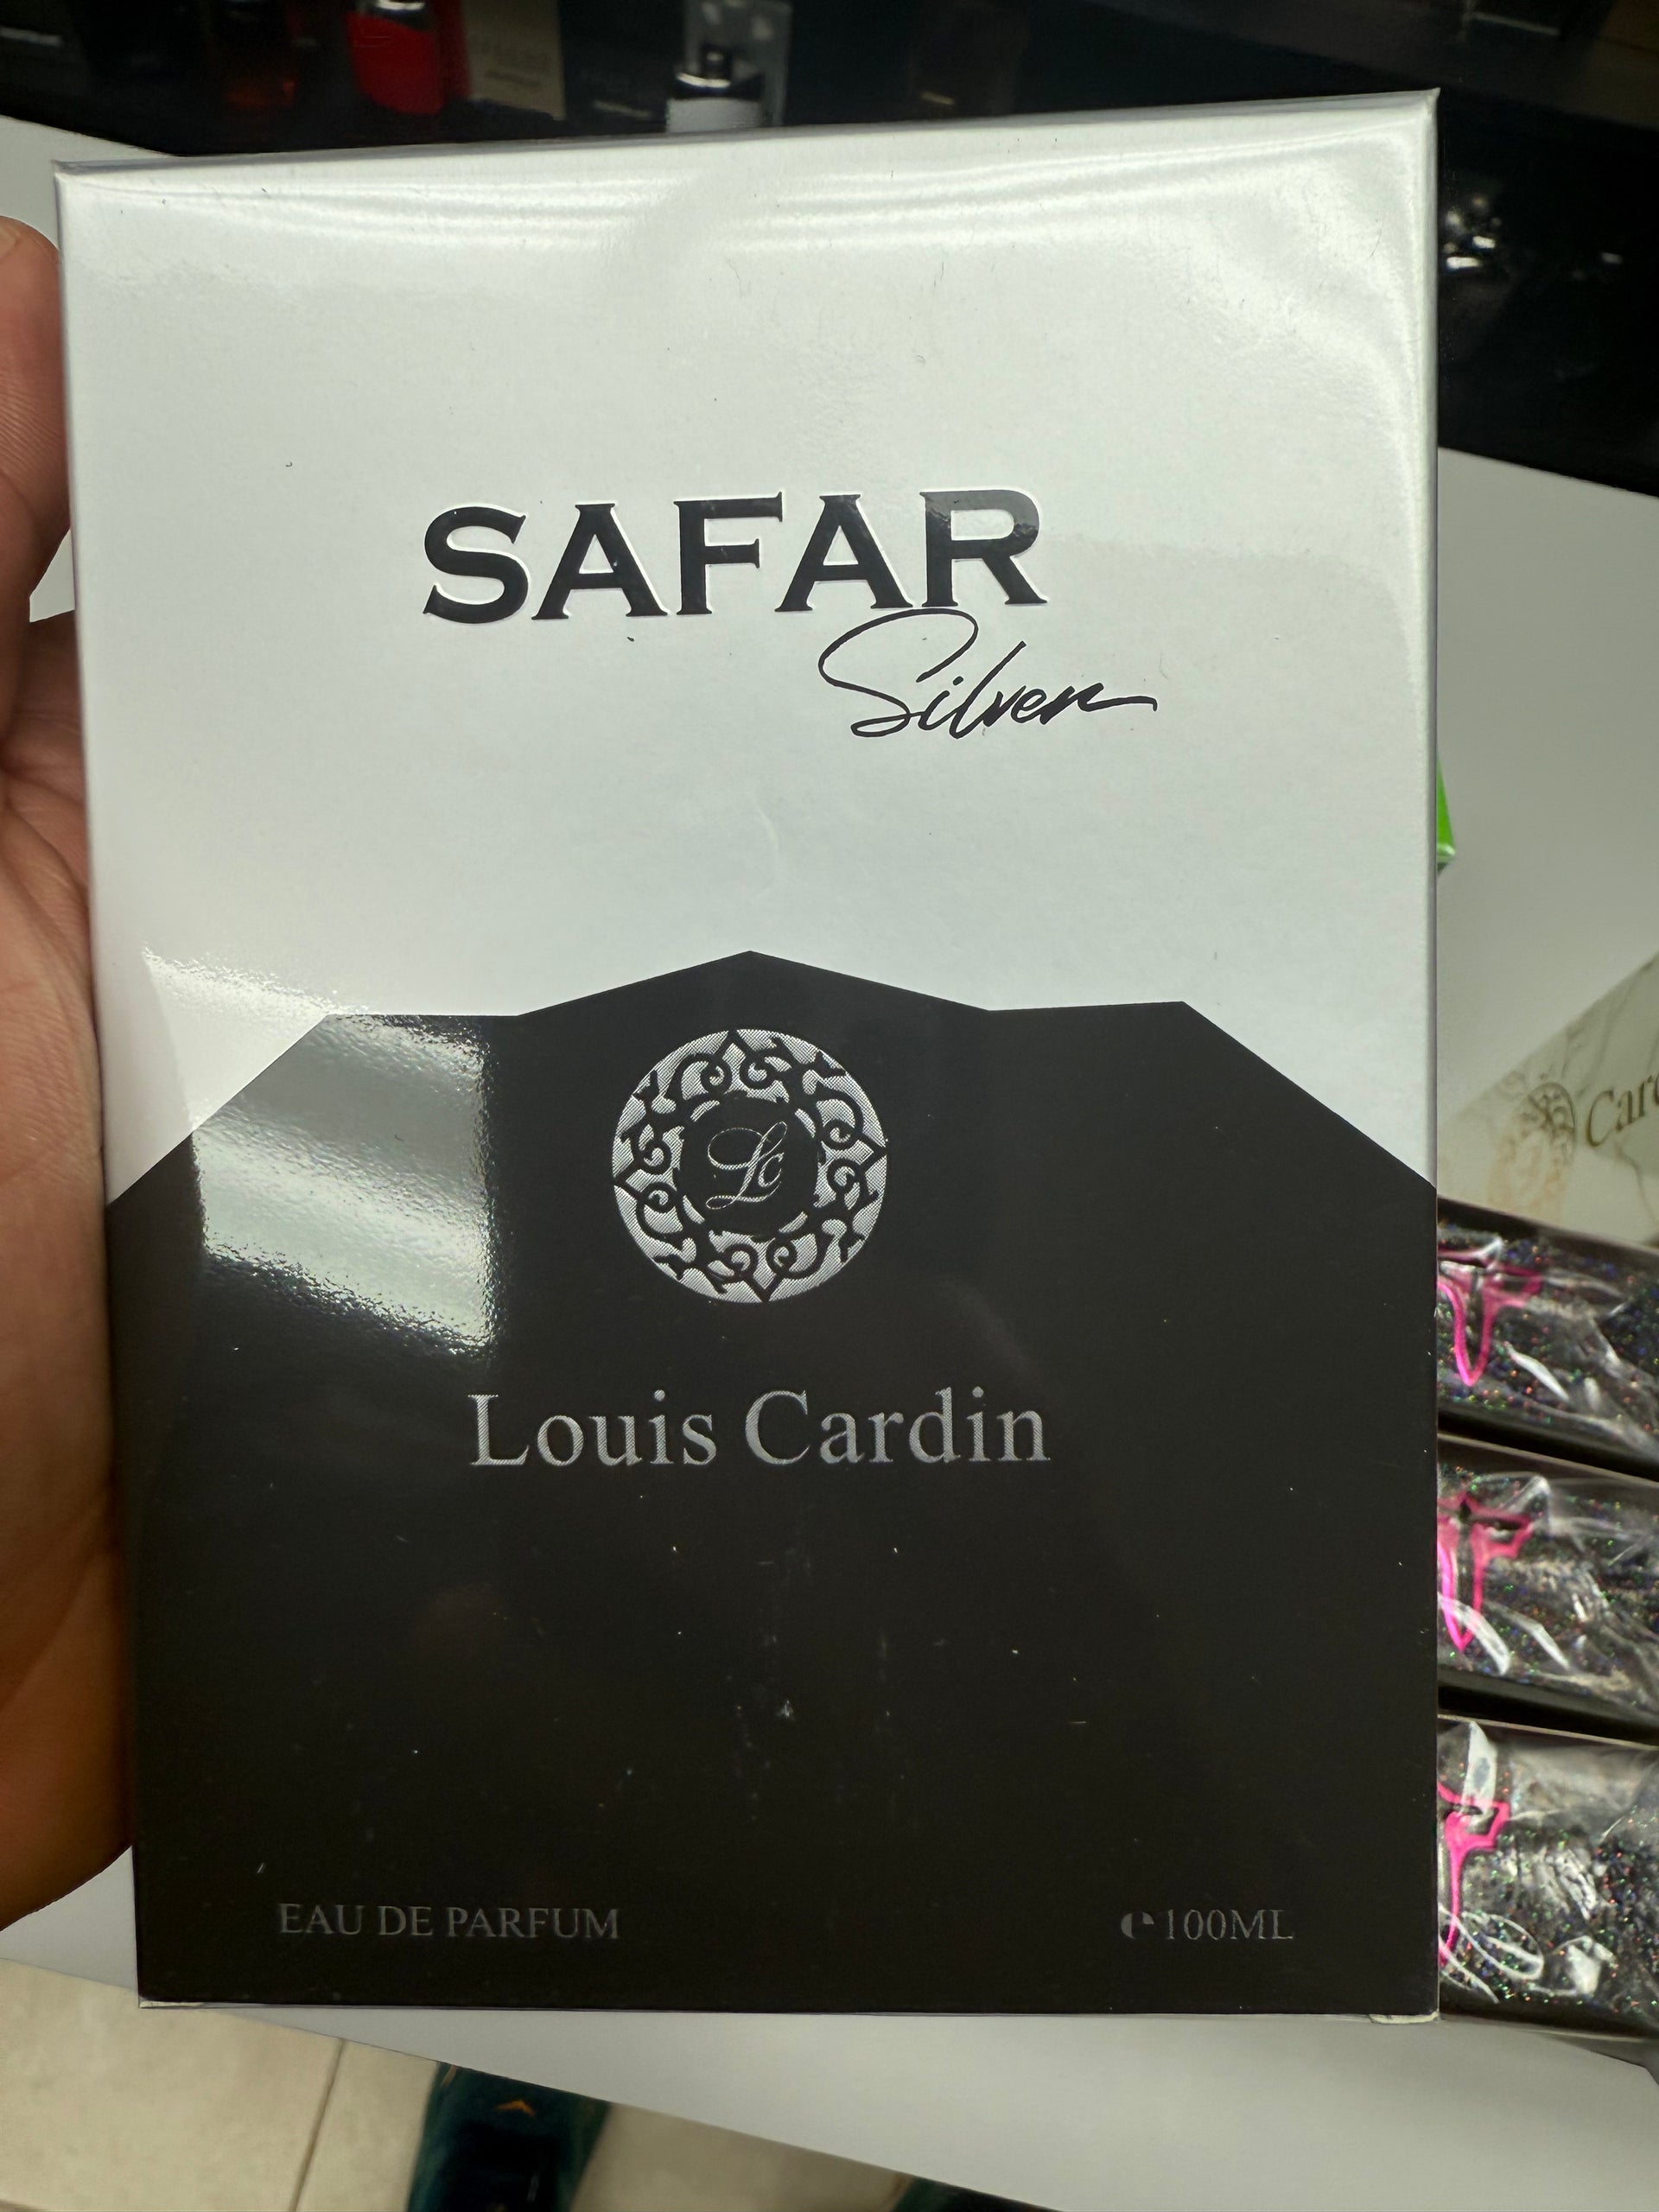 SAFAR
Silver
Lc
Louis Cardin
EAU DE PARFUM
℮100ML